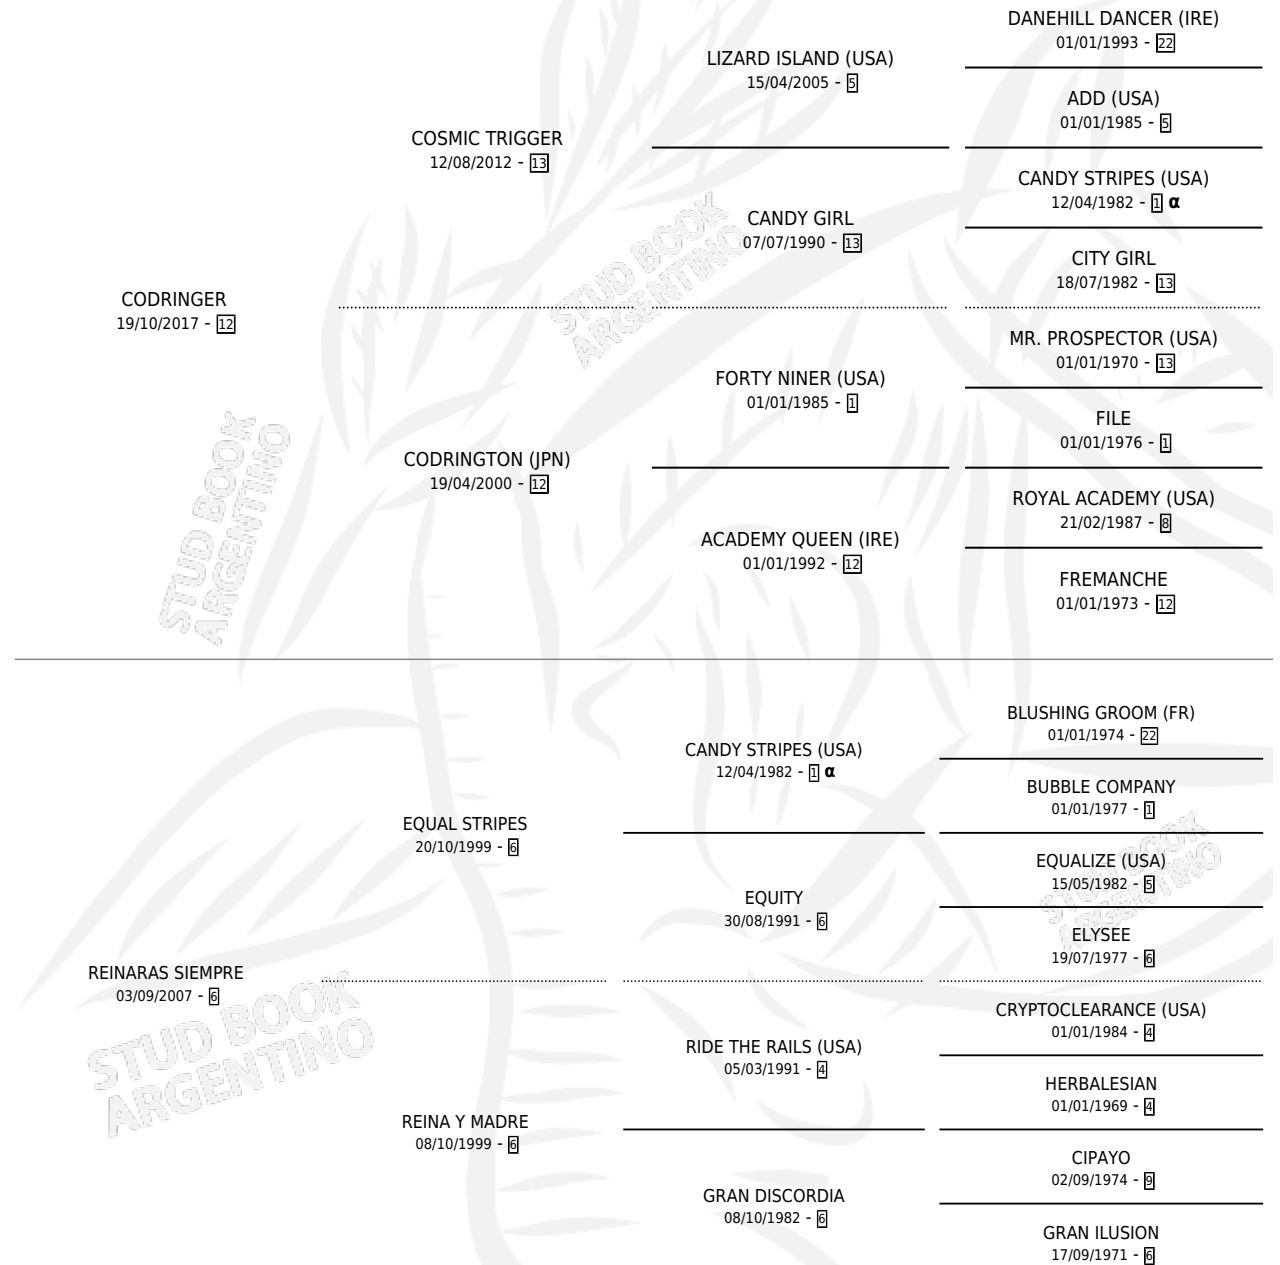 DANEHILL DANCER (IRE)
01/01/1993 - 22
LIZARD ISLAND (USA)
15/04/2005 - 5
ADD (USA)
01/01/1985 - 5
COSMIC TRIGGER
12/08/2012 - 13
CANDY STRIPES (USA)
12/04/1982 - 1 α
CANDY GIRL
07/07/1990 - 13
CITY GIRL
18/07/1982 - 13
CODRINGER
19/10/2017 - 12
MR. PROSPECTOR (USA)
01/01/1970 - 13
FORTY NINER (USA)
01/01/1985 - 1
FILE
01/01/1976 - 1
CODRINGTON (JPN)
19/04/2000 - 12
ROYAL ACADEMY (USA)
21/02/1987 - 8
ACADEMY QUEEN (IRE)
01/01/1992 - 12
FREMANCHE
01/01/1973 - 12
BLUSHING GROOM (FR)
01/01/1974 - 22
CANDY STRIPES (USA)
12/04/1982 - 1 α
BUBBLE COMPANY
01/01/1977 - 1
EQUAL STRIPES
20/10/1999 - 6
EQUALIZE (USA)
15/05/1982 - 5
EQUITY
30/08/1991 - 6
ELYSEE
19/07/1977 - 6
REINARAS SIEMPRE
03/09/2007 - 6
CRYPTOCLEARANCE (USA)
01/01/1984 - 4
RIDE THE RAILS (USA)
05/03/1991 - 4
HERBALESIAN
01/01/1969 - 4
REINA Y MADRE
08/10/1999 - 6
CIPAYO
02/09/1974 - 9
GRAN DISCORDIA
08/10/1982 - 6
GRAN ILUSION
17/09/1971 - 6
STUD BOOK
ARGENTINO
STUD BOOK
ARGENTINO
STUD BOOK
ARGENTINO
STUD BOOK
ARGENTINO